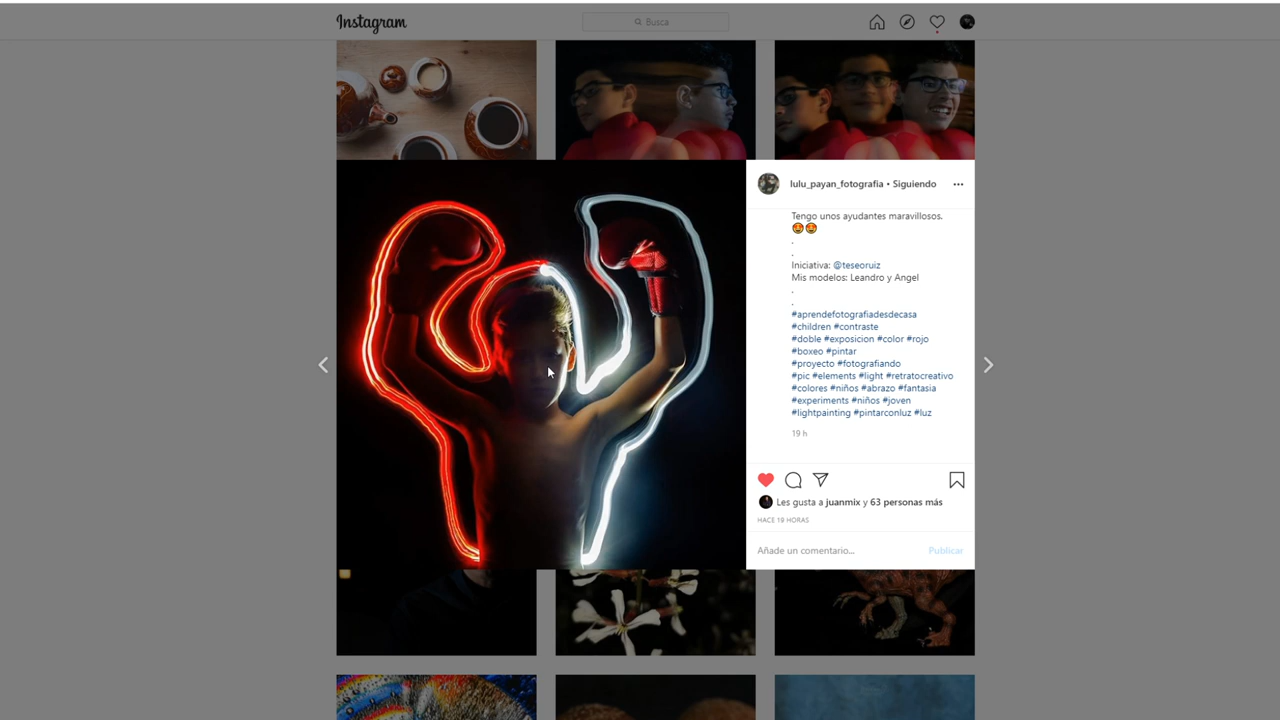 Instagram
Busca
lulu_payan_fotografia • Siguiendo
Tengo unos ayudantes maravillosos.
😍😍
.
.
Iniciativa: @teseoruiz
Mis modelos: Leandro y Angel
.
.
#aprendefotografiadesdecasa
#children #contraste
#doble #exposicion #color #rojo
#boxeo #pintar
#proyecto #fotografiando
#pic #elements #light #retratocreativo
#colores #niños #abrazo #fantasia
#experiments #niños #joven
#lightpainting #pintarconluz #luz
19 h
Les gusta a juanmix y 63 personas más
HACE 19 HORAS
Añade un comentario... Publicar